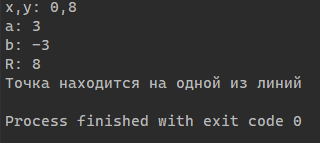 x,y: 0,8
a: 3
b: -3
R: 8
Точка находится на одной из линий
Process finished with exit code 0